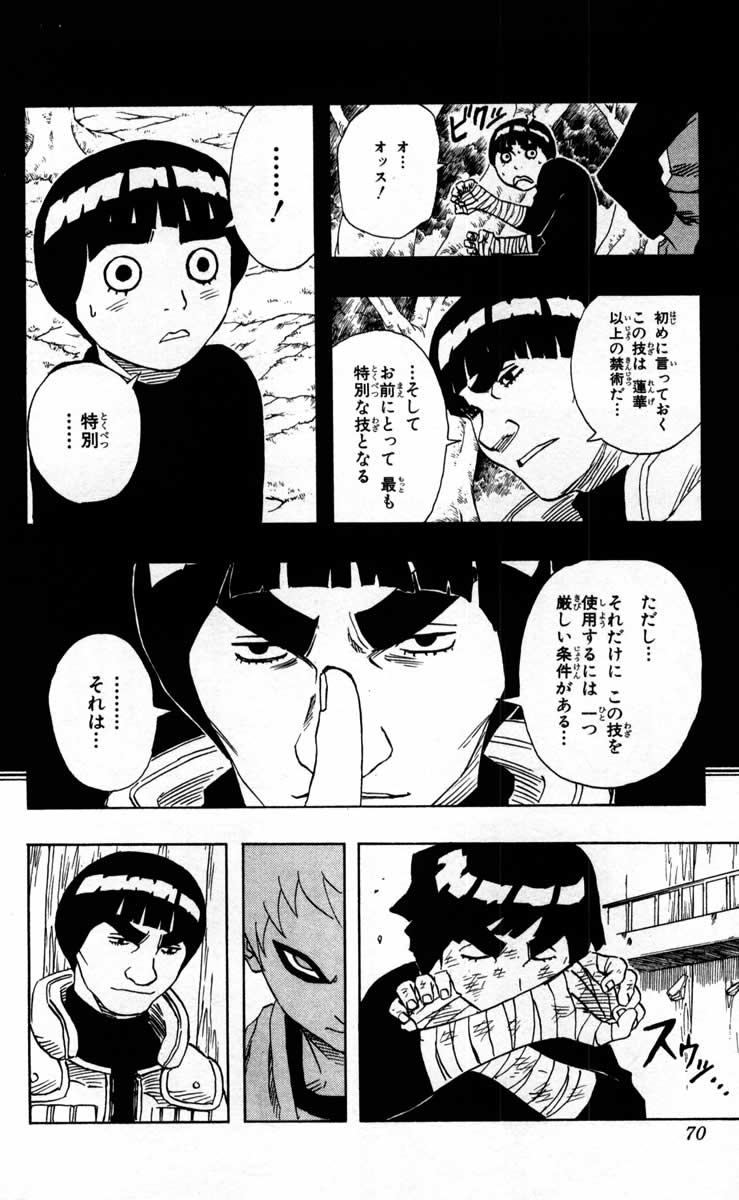 ビクッ
オ…
オッス！
……！
初めに言っておく
この技は 蓮華
以上の禁術だ…
…そして
お前にとって 最も
特別な技となる
特別
……
ただし…
それだけに この技を
使用するには 一つ
厳しい条件がある…
………
それは…
スゥッ…
70